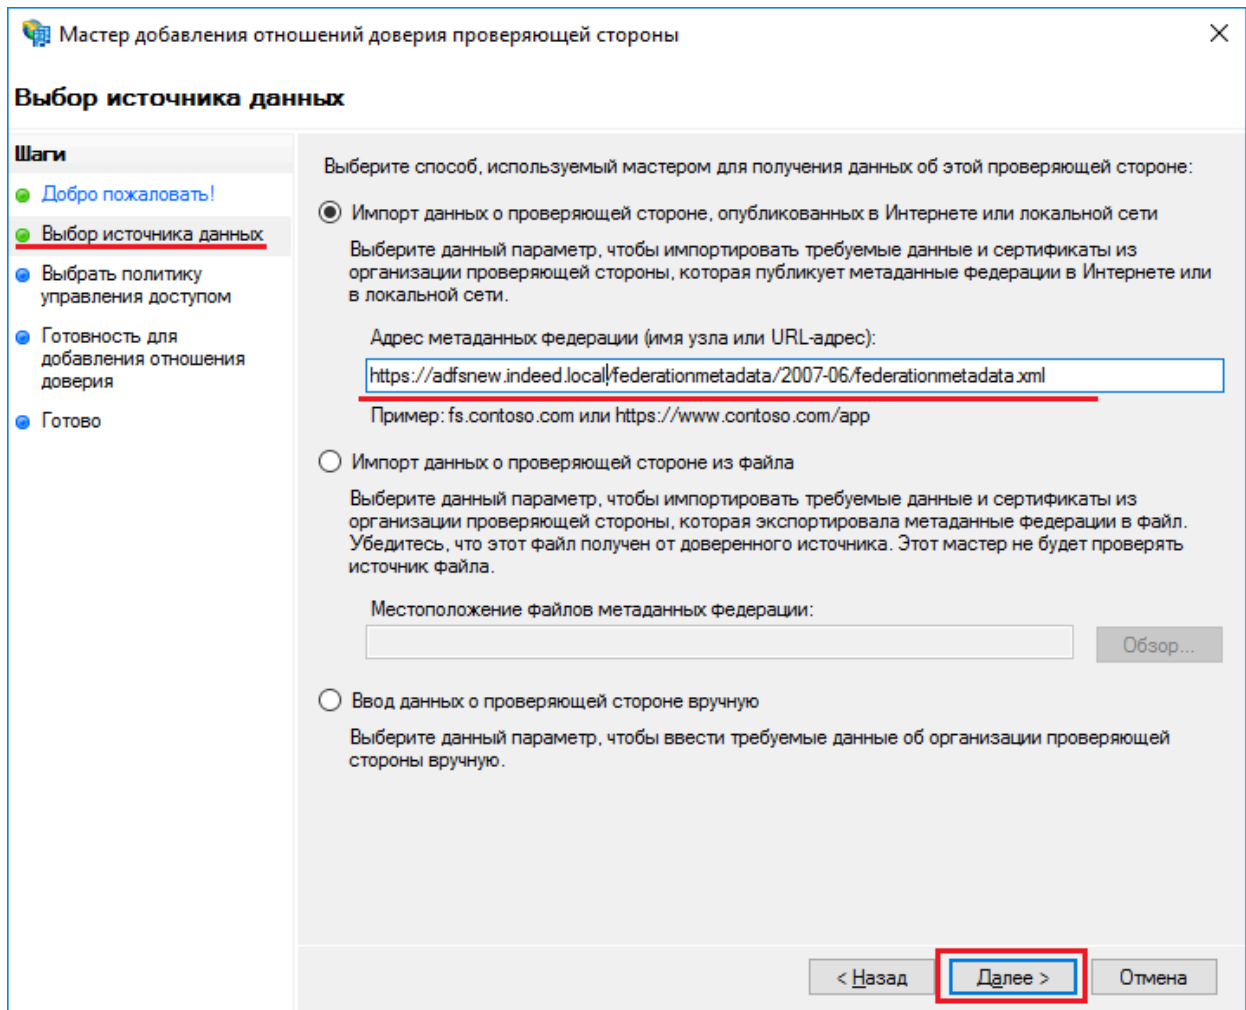 Мастер добавления отношений доверия проверяющей стороны
Выбор источника данных
Шаги
Добро пожаловать!
Выбор источника данных
Выбрать политику
управления доступом
Готовность для
добавления отношения
доверия
Готово
Выберите способ, используемый мастером для получения данных об этой проверяющей стороне:
Импорт данных о проверяющей стороне, опубликованных в Интернете или локальной сети
Выберите данный параметр, чтобы импортировать требуемые данные и сертификаты из
организации проверяющей стороны, которая публикует метаданные федерации в Интернете или
в локальной сети.
Адрес метаданных федерации (имя узла или URL-адрес):
https://adfsnew.indeed.local/federationmetadata/2007-06/federationmetadata.xml
Пример: fs.contoso.com или https://www.contoso.com/app
Импорт данных о проверяющей стороне из файла
Выберите данный параметр, чтобы импортировать требуемые данные и сертификаты из
организации проверяющей стороны, которая экспортировала метаданные федерации в файл.
Убедитесь, что этот файл получен от доверенного источника. Этот мастер не будет проверять
источник файла.
Местоположение файлов метаданных федерации:
Обзор...
Ввод данных о проверяющей стороне вручную
Выберите данный параметр, чтобы ввести требуемые данные об организации проверяющей
стороны вручную.
< Назад
Далее >
Отмена